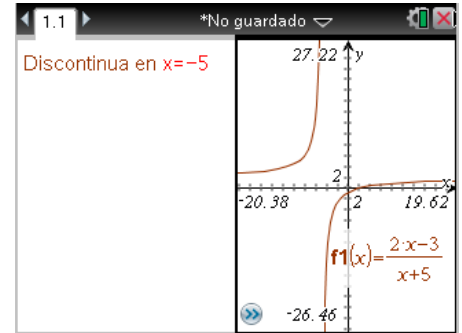 1.1 *No guardado
Discontinua en x=-5
27.22 y
2 x
-20.38 2 19.62
f1(x)=2·x-3/x+5
-26.46